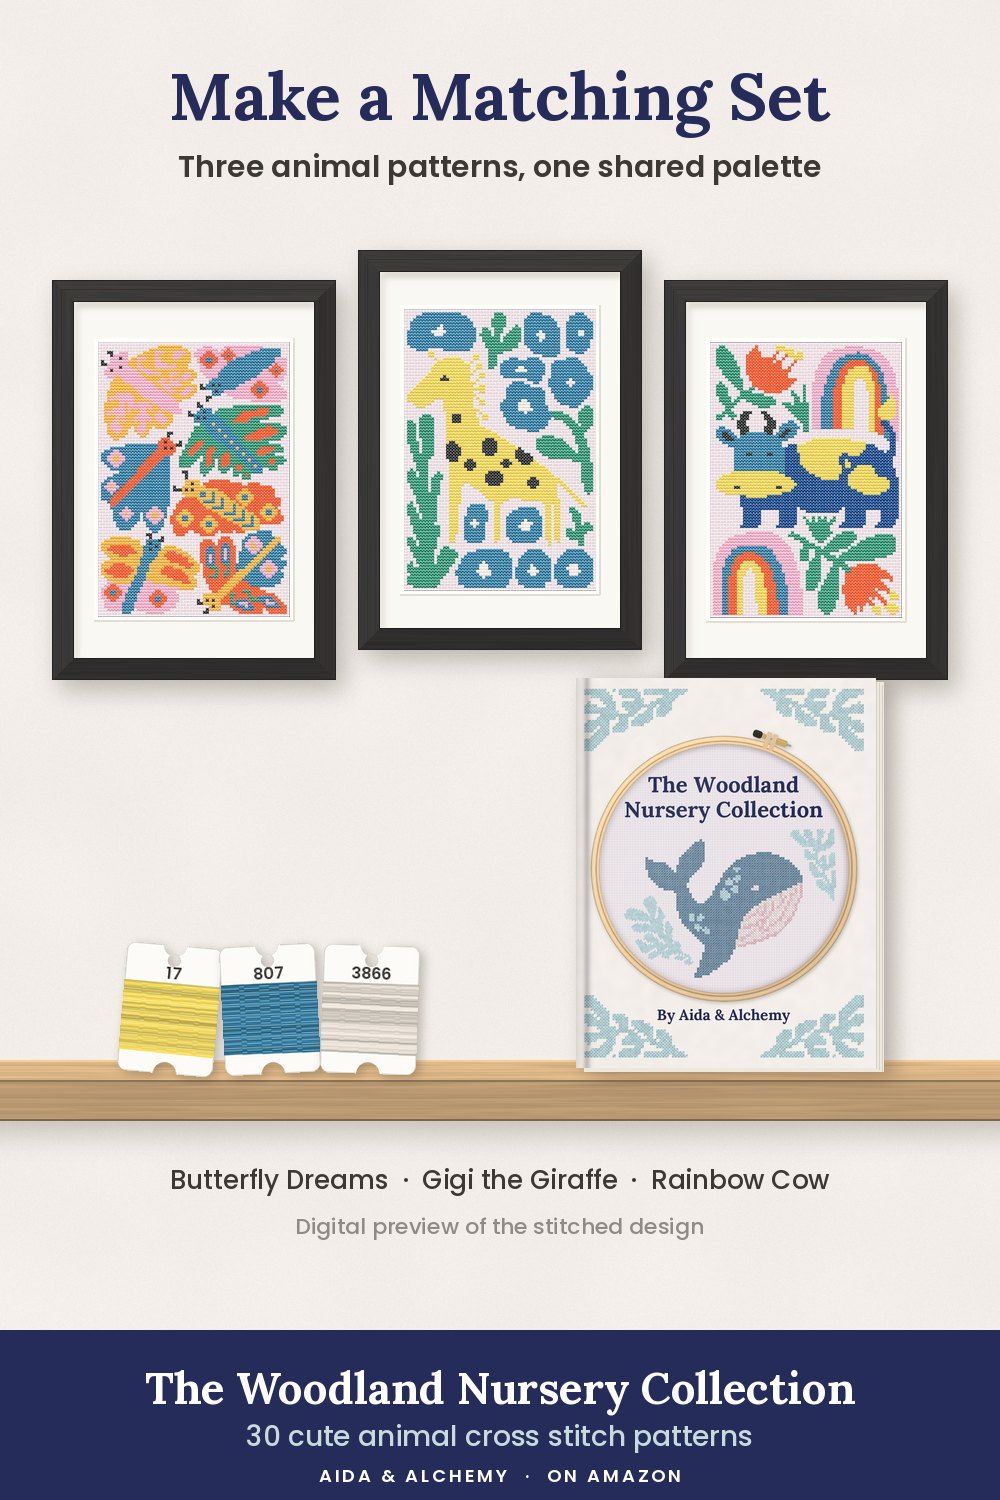 Make a Matching Set
Three animal patterns, one shared palette
The Woodland
Nursery Collection
By Aida & Alchemy
17
807
3866
Butterfly Dreams · Gigi the Giraffe · Rainbow Cow
Digital preview of the stitched design
The Woodland Nursery Collection
30 cute animal cross stitch patterns
AIDA & ALCHEMY · ON AMAZON